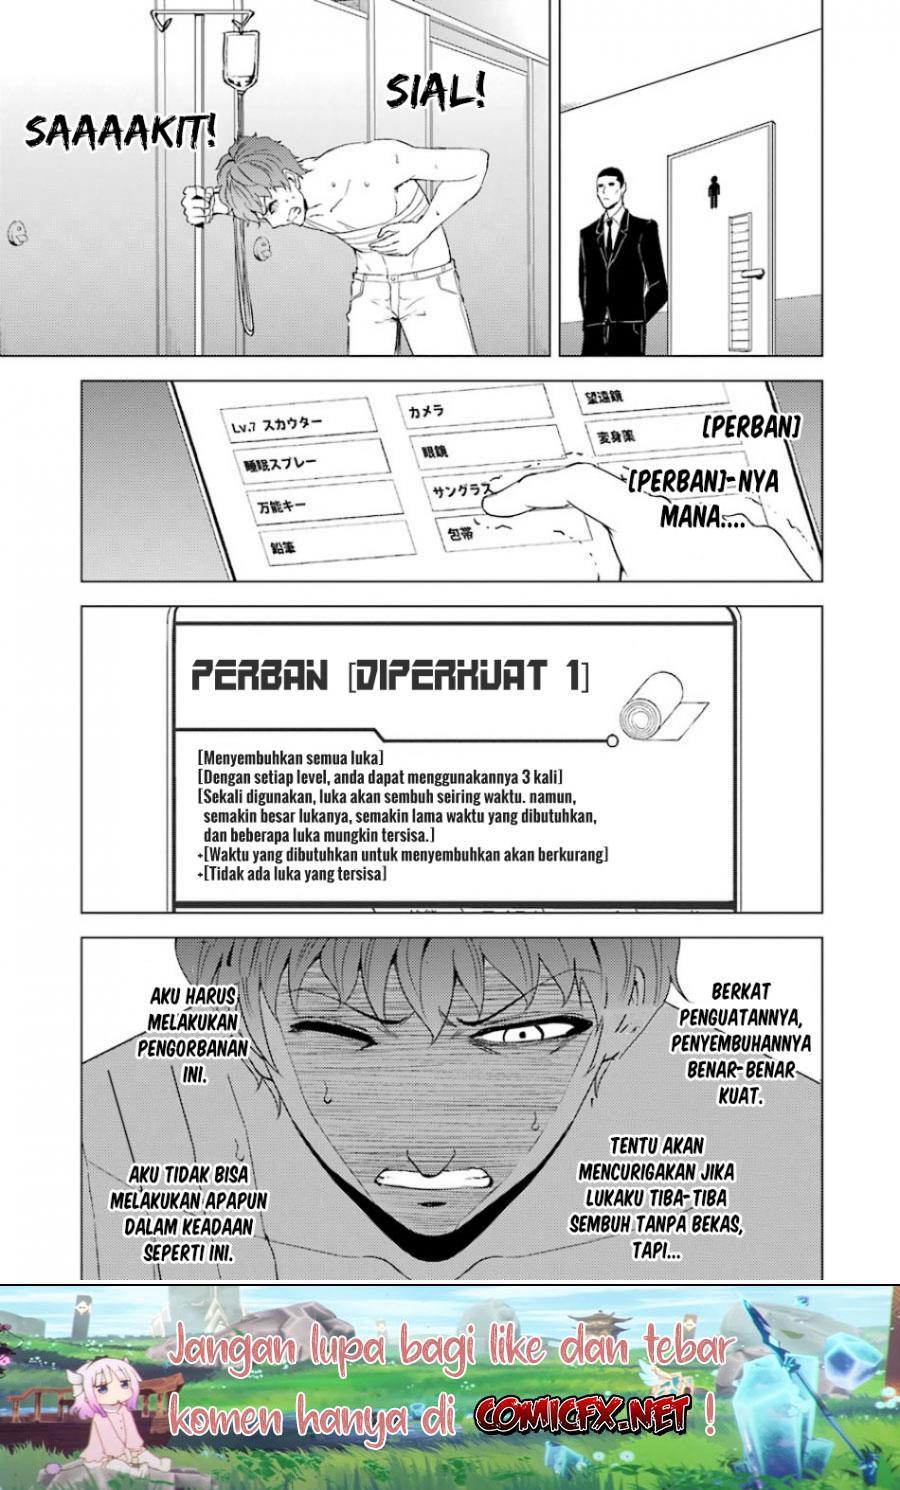 SIAL!
SAAAAKIT!
Lv.7 スカウター
睡眠スプレー
万能キー
鉛筆
カメラ
眼鏡
サングラス
包帯
望遠鏡
変身薬
[PERBAN]
[PERBAN]-NYA
MANA....
PERBAN [DIPERKUAT 1]
[Menyembuhkan semua luka]
[Dengan setiap level, anda dapat menggunakannya 3 kali]
[Sekali digunakan, luka akan sembuh seiring waktu. namun,
semakin besar lukanya, semakin lama waktu yang dibutuhkan,
dan beberapa luka mungkin tersisa.]
+[Waktu yang dibutuhkan untuk menyembuhkan akan berkurang]
+[Tidak ada luka yang tersisa]
BERKAT
PENGUATANNYA,
PENYEMBUHANNYA
BENAR-BENAR
KUAT.
TENTU AKAN
MENCURIGAKAN JIKA
LUKAKU TIBA-TIBA
SEMBUH TANPA BEKAS,
TAPI...
AKU HARUS
MELAKUKAN
PENGORBANAN
INI.
AKU TIDAK BISA
MELAKUKAN APAPUN
DALAM KEADAAN
SEPERTI INI.
Jangan lupa bagi like dan tebar
komen hanya di COMICFX.NET !